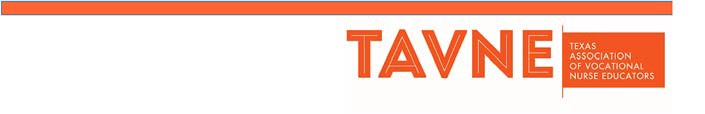 TAVNE
TEXAS
ASSOCIATION
OF VOCATIONAL
NURSE EDUCATORS